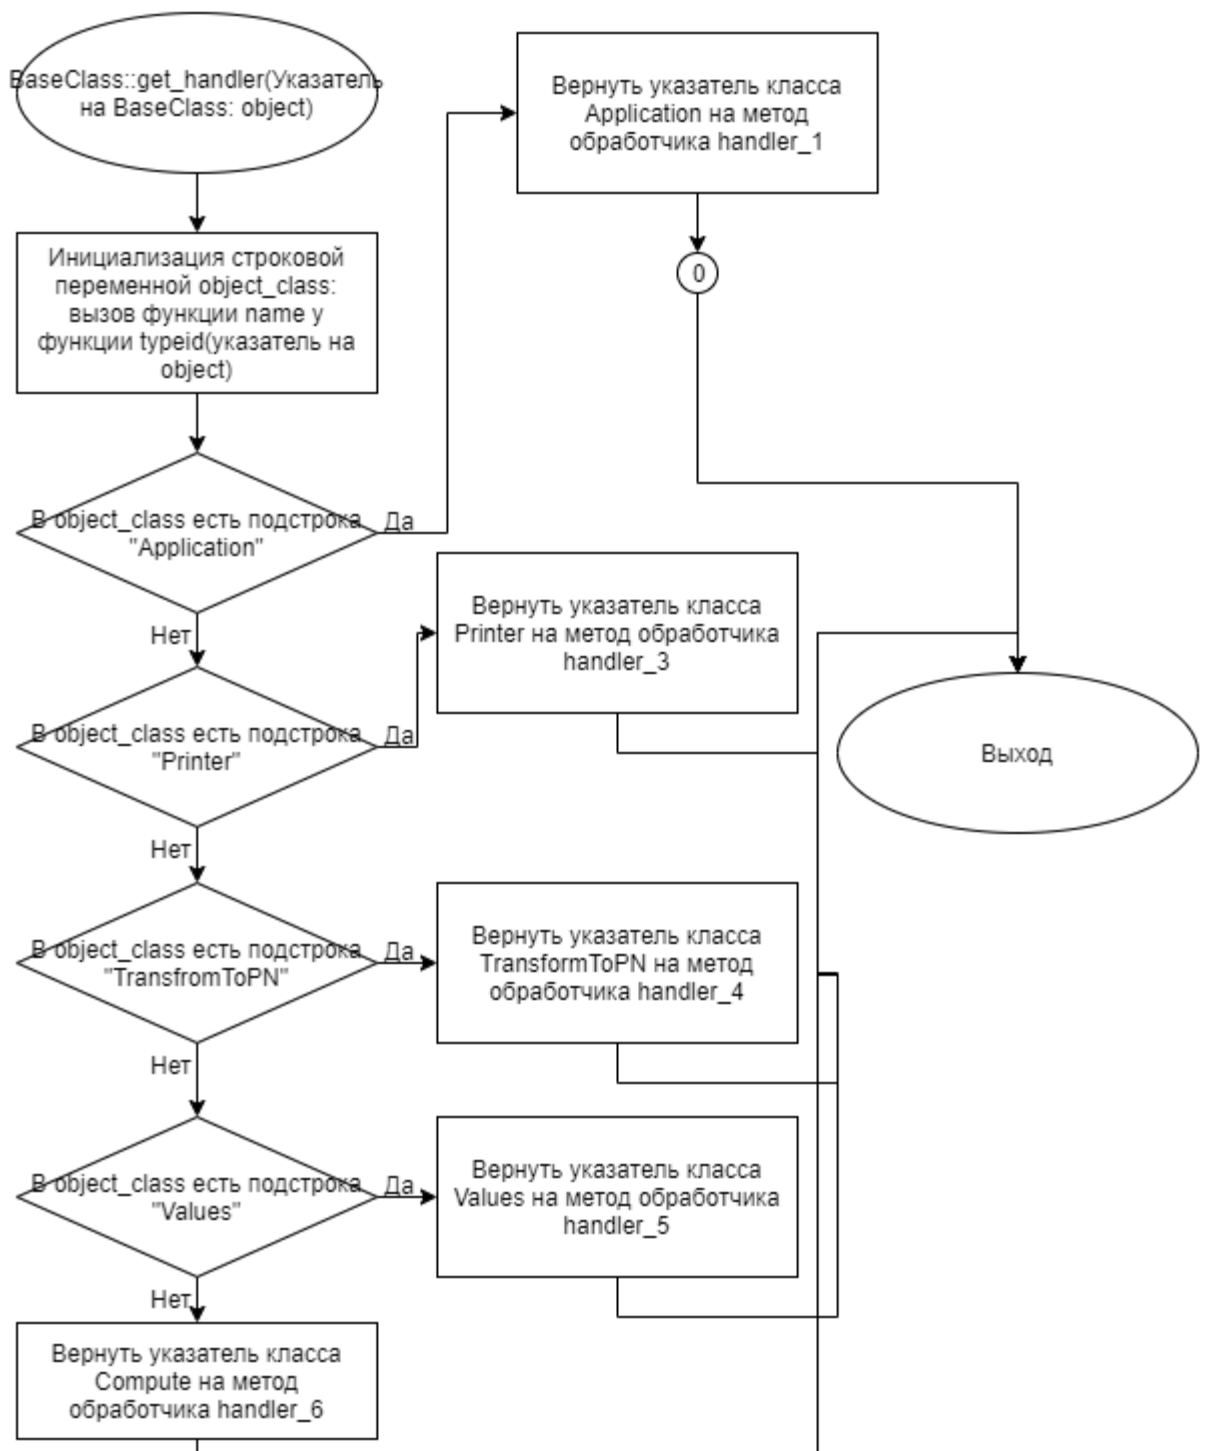 BaseClass::get_handler(Указатель
на BaseClass: object)
Вернуть указатель класса
Application на метод
обработчика handler_1
0
Инициализация строковой
переменной object_class:
вызов функции name у
функции typeid(указатель на
object)
В object_class есть подстрока
"Application"
Да
Нет
Вернуть указатель класса
Printer на метод обработчика
handler_3
В object_class есть подстрока
"Printer"
Да
Выход
Нет
В object_class есть подстрока
"TransfromToPN"
Да
Вернуть указатель класса
TransformToPN на метод
обработчика handler_4
Нет
В object_class есть подстрока
"Values"
Да
Вернуть указатель класса
Values на метод обработчика
handler_5
Нет
Вернуть указатель класса
Compute на метод
обработчика handler_6